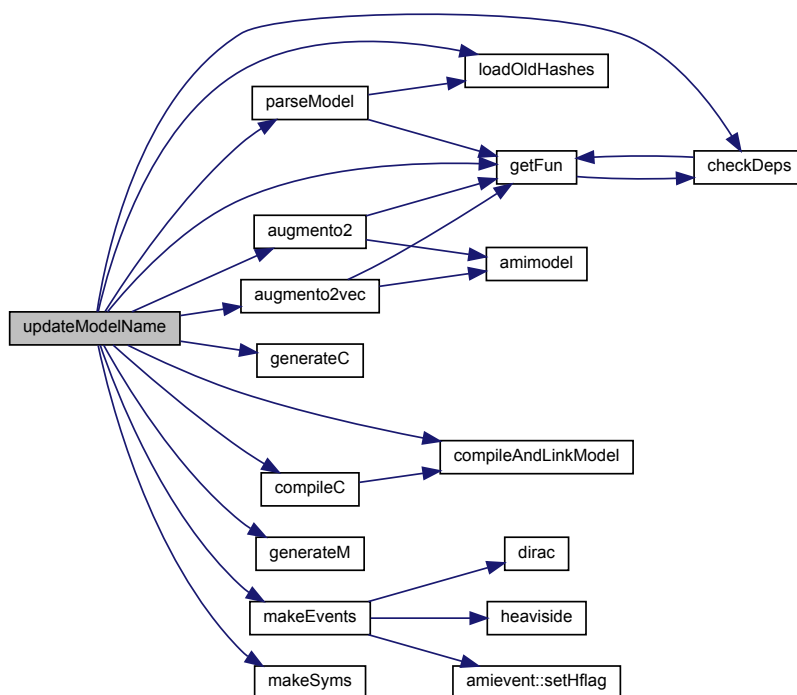 loadOldHashes
parseModel
getFun
checkDeps
augmento2
amimodel
augmento2vec
updateModelName
generateC
compileAndLinkModel
compileC
generateM
dirac
makeEvents
heaviside
makeSyms
amievent::setHflag